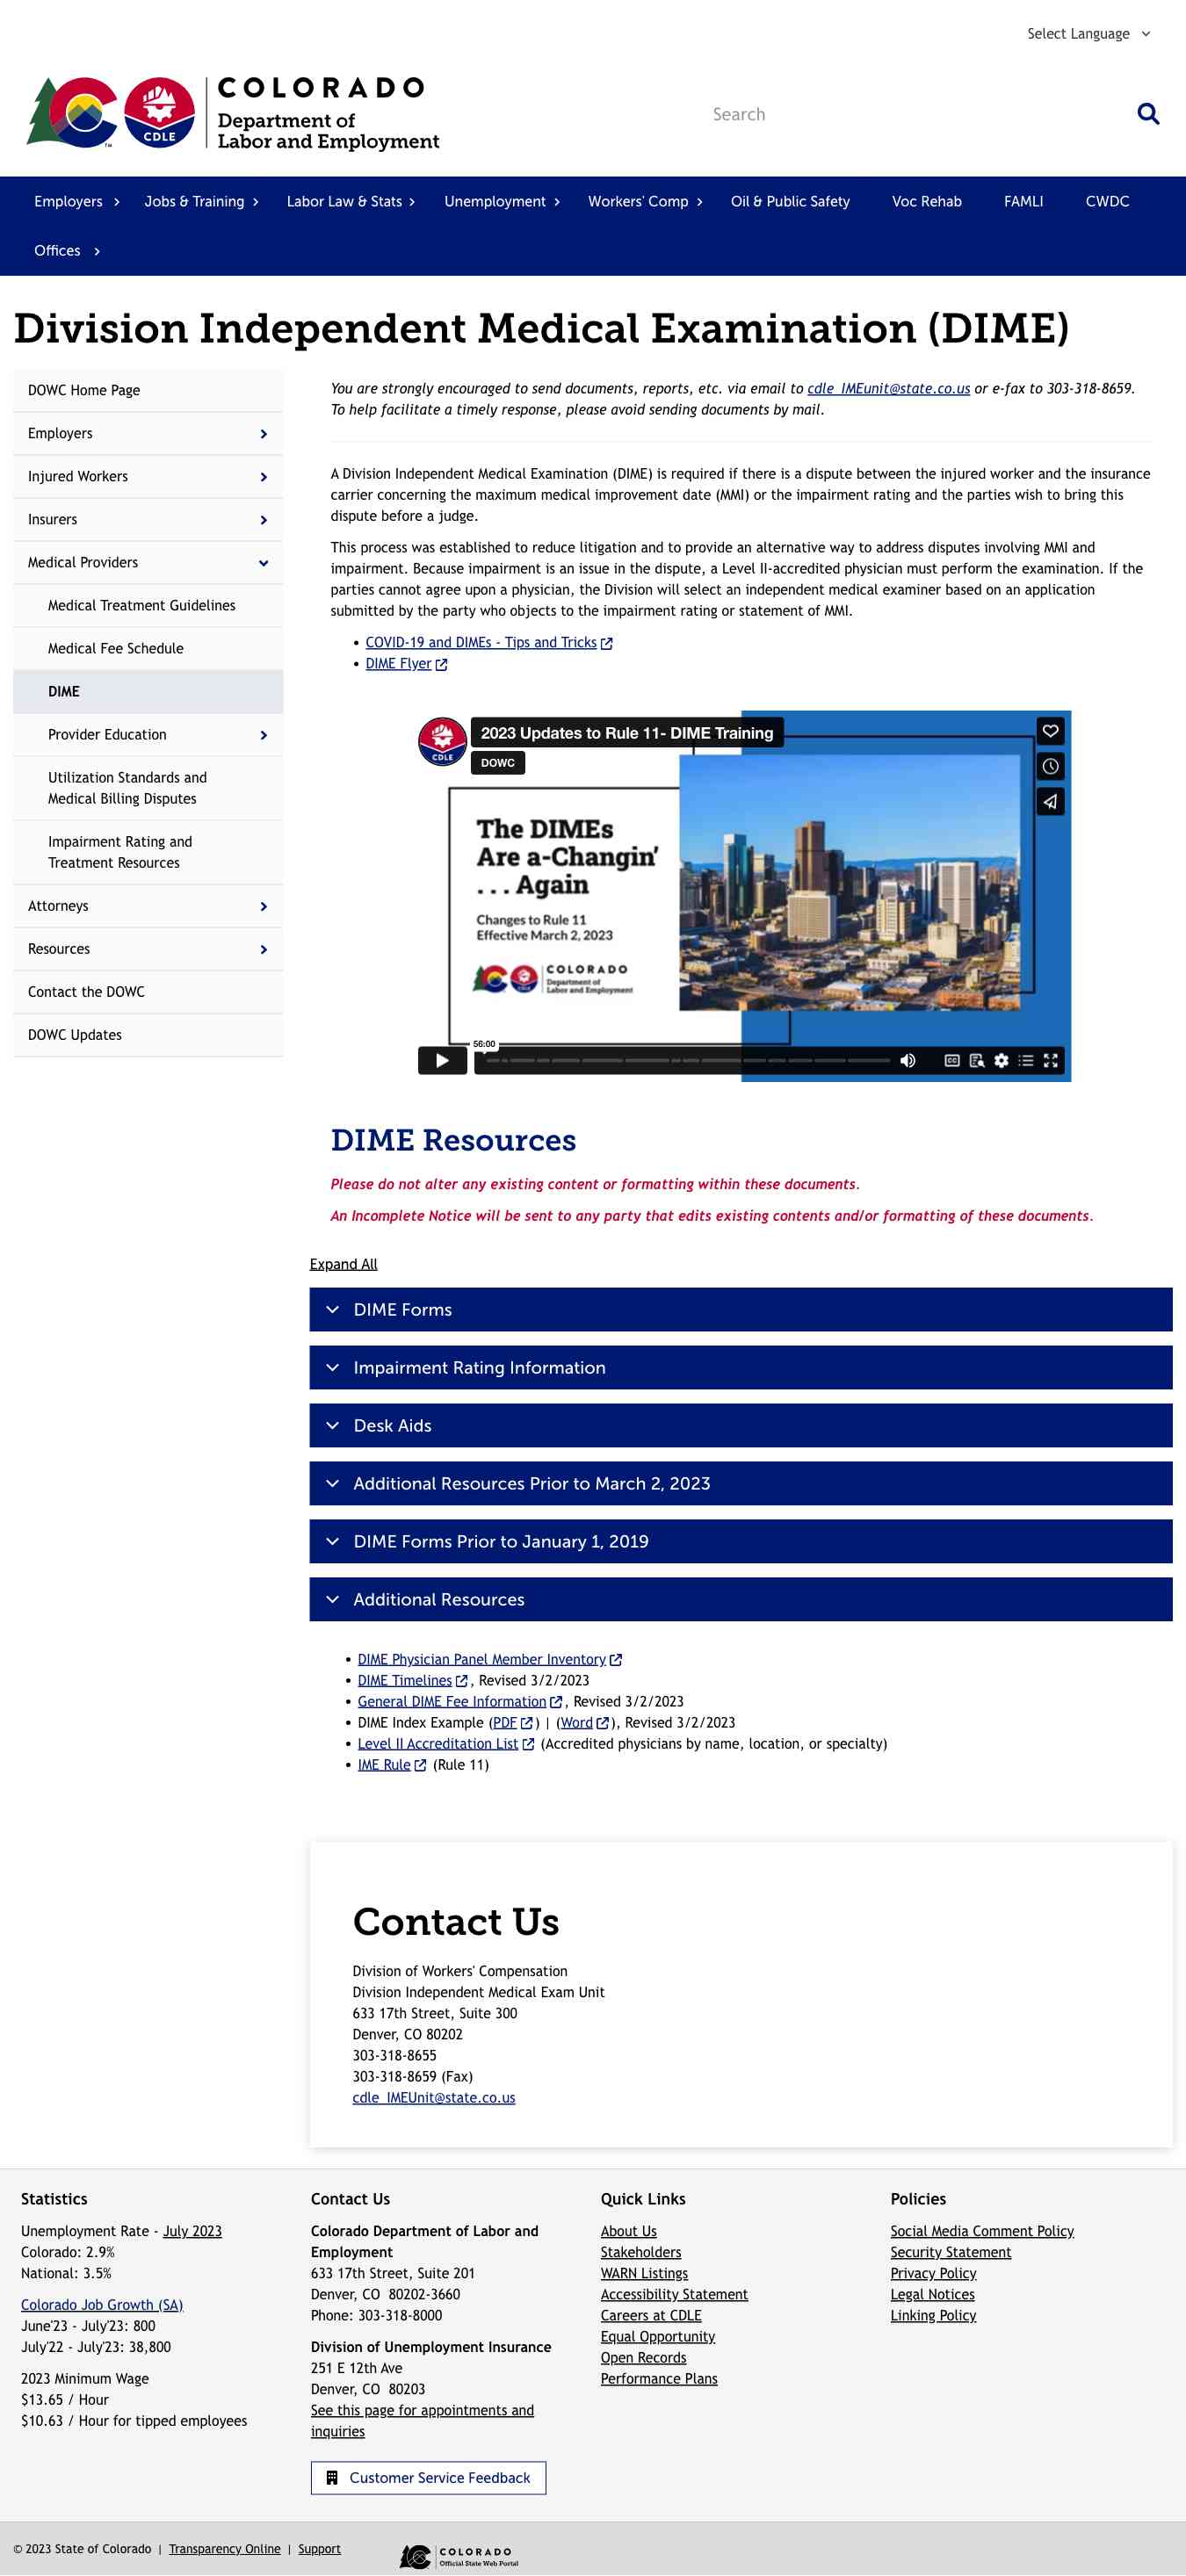 Select Language
COLORADO
Department of
Labor and Employment
CDLE
TM
Search
Employers Jobs & Training Labor Law & Stats Unemployment Workers' Comp Oil & Public Safety Voc Rehab FAMLI CWDC
Offices
Division Independent Medical Examination (DIME)
DOWC Home Page
Employers
Injured Workers
Insurers
Medical Providers
Medical Treatment Guidelines
Medical Fee Schedule
DIME
Provider Education
Utilization Standards and
Medical Billing Disputes
Impairment Rating and
Treatment Resources
Attorneys
Resources
Contact the DOWC
DOWC Updates
You are strongly encouraged to send documents, reports, etc. via email to cdle_IMEunit@state.co.us or e-fax to 303-318-8659.
To help facilitate a timely response, please avoid sending documents by mail.
A Division Independent Medical Examination (DIME) is required if there is a dispute between the injured worker and the insurance
carrier concerning the maximum medical improvement date (MMI) or the impairment rating and the parties wish to bring this
dispute before a judge.
This process was established to reduce litigation and to provide an alternative way to address disputes involving MMI and
impairment. Because impairment is an issue in the dispute, a Level II-accredited physician must perform the examination. If the
parties cannot agree upon a physician, the Division will select an independent medical examiner based on an application
submitted by the party who objects to the impairment rating or statement of MMI.
• COVID-19 and DIMEs - Tips and Tricks
• DIME Flyer
CDLE
2023 Updates to Rule 11- DIME Training
DOWC
The DIMEs
Are a-Changin'
. . . Again
Changes to Rule 11
Effective March 2, 2023
COLORADO
Department of
Labor and Employment
56:00
CC
DIME Resources
Please do not alter any existing content or formatting within these documents.
An Incomplete Notice will be sent to any party that edits existing contents and/or formatting of these documents.
Expand All
DIME Forms
Impairment Rating Information
Desk Aids
Additional Resources Prior to March 2, 2023
DIME Forms Prior to January 1, 2019
Additional Resources
• DIME Physician Panel Member Inventory
• DIME Timelines , Revised 3/2/2023
• General DIME Fee Information , Revised 3/2/2023
• DIME Index Example (PDF ) | (Word ), Revised 3/2/2023
• Level II Accreditation List (Accredited physicians by name, location, or specialty)
• IME Rule (Rule 11)
Contact Us
Division of Workers' Compensation
Division Independent Medical Exam Unit
633 17th Street, Suite 300
Denver, CO 80202
303-318-8655
303-318-8659 (Fax)
cdle_IMEUnit@state.co.us
Statistics
Unemployment Rate - July 2023
Colorado: 2.9%
National: 3.5%
Colorado Job Growth (SA)
June'23 - July'23: 800
July'22 - July'23: 38,800
2023 Minimum Wage
$13.65 / Hour
$10.63 / Hour for tipped employees
Contact Us
Colorado Department of Labor and
Employment
633 17th Street, Suite 201
Denver, CO 80202-3660
Phone: 303-318-8000
Division of Unemployment Insurance
251 E 12th Ave
Denver, CO 80203
See this page for appointments and
inquiries
Customer Service Feedback
Quick Links
About Us
Stakeholders
WARN Listings
Accessibility Statement
Careers at CDLE
Equal Opportunity
Open Records
Performance Plans
Policies
Social Media Comment Policy
Security Statement
Privacy Policy
Legal Notices
Linking Policy
© 2023 State of Colorado | Transparency Online | Support
COLORADO
Official State Web Portal